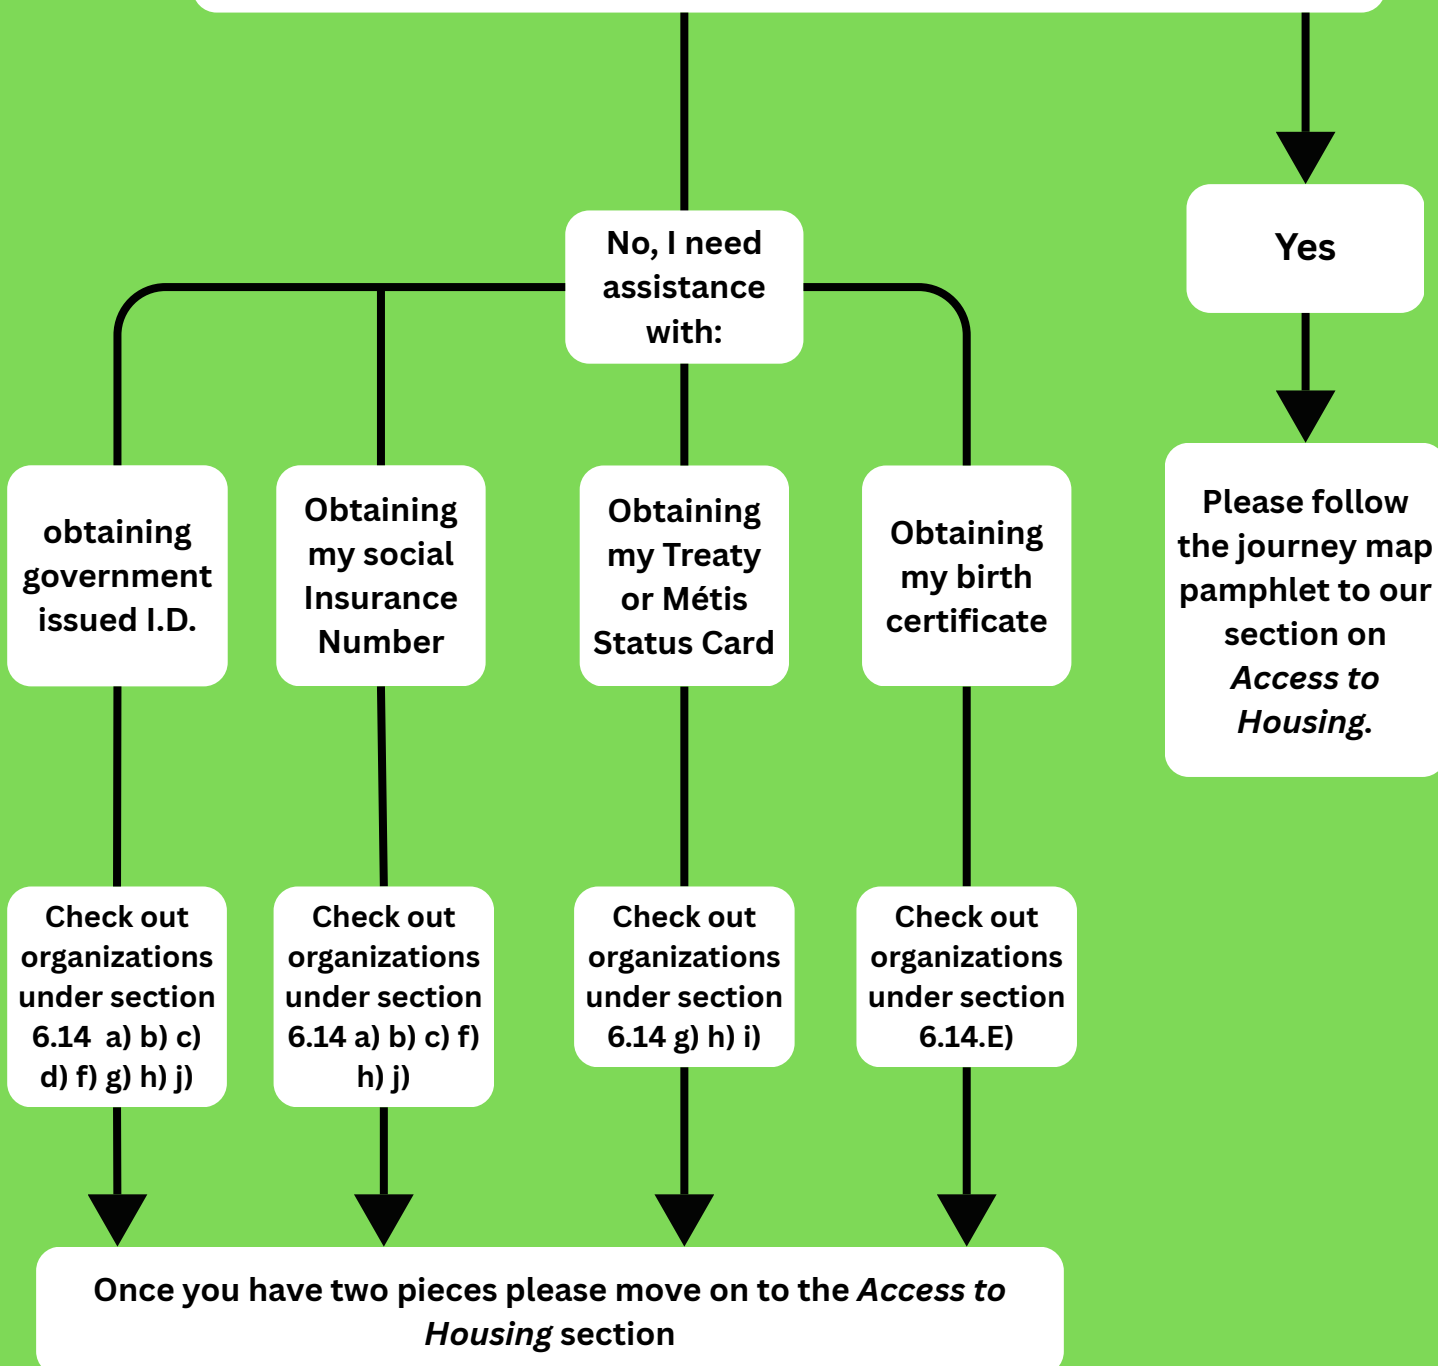 No, I need
assistance
with:
Yes
obtaining
government
issued I.D.
Obtaining
my social
Insurance
Number
Obtaining
my Treaty
or Métis
Status Card
Obtaining
my birth
certificate
Please follow
the journey map
pamphlet to our
section on
Access to
Housing.
Check out
organizations
under section
6.14 a) b) c)
d) f) g) h) j)
Check out
organizations
under section
6.14 a) b) c) f)
h) j)
Check out
organizations
under section
6.14 g) h) i)
Check out
organizations
under section
6.14.E)
Once you have two pieces please move on to the Access to
Housing section